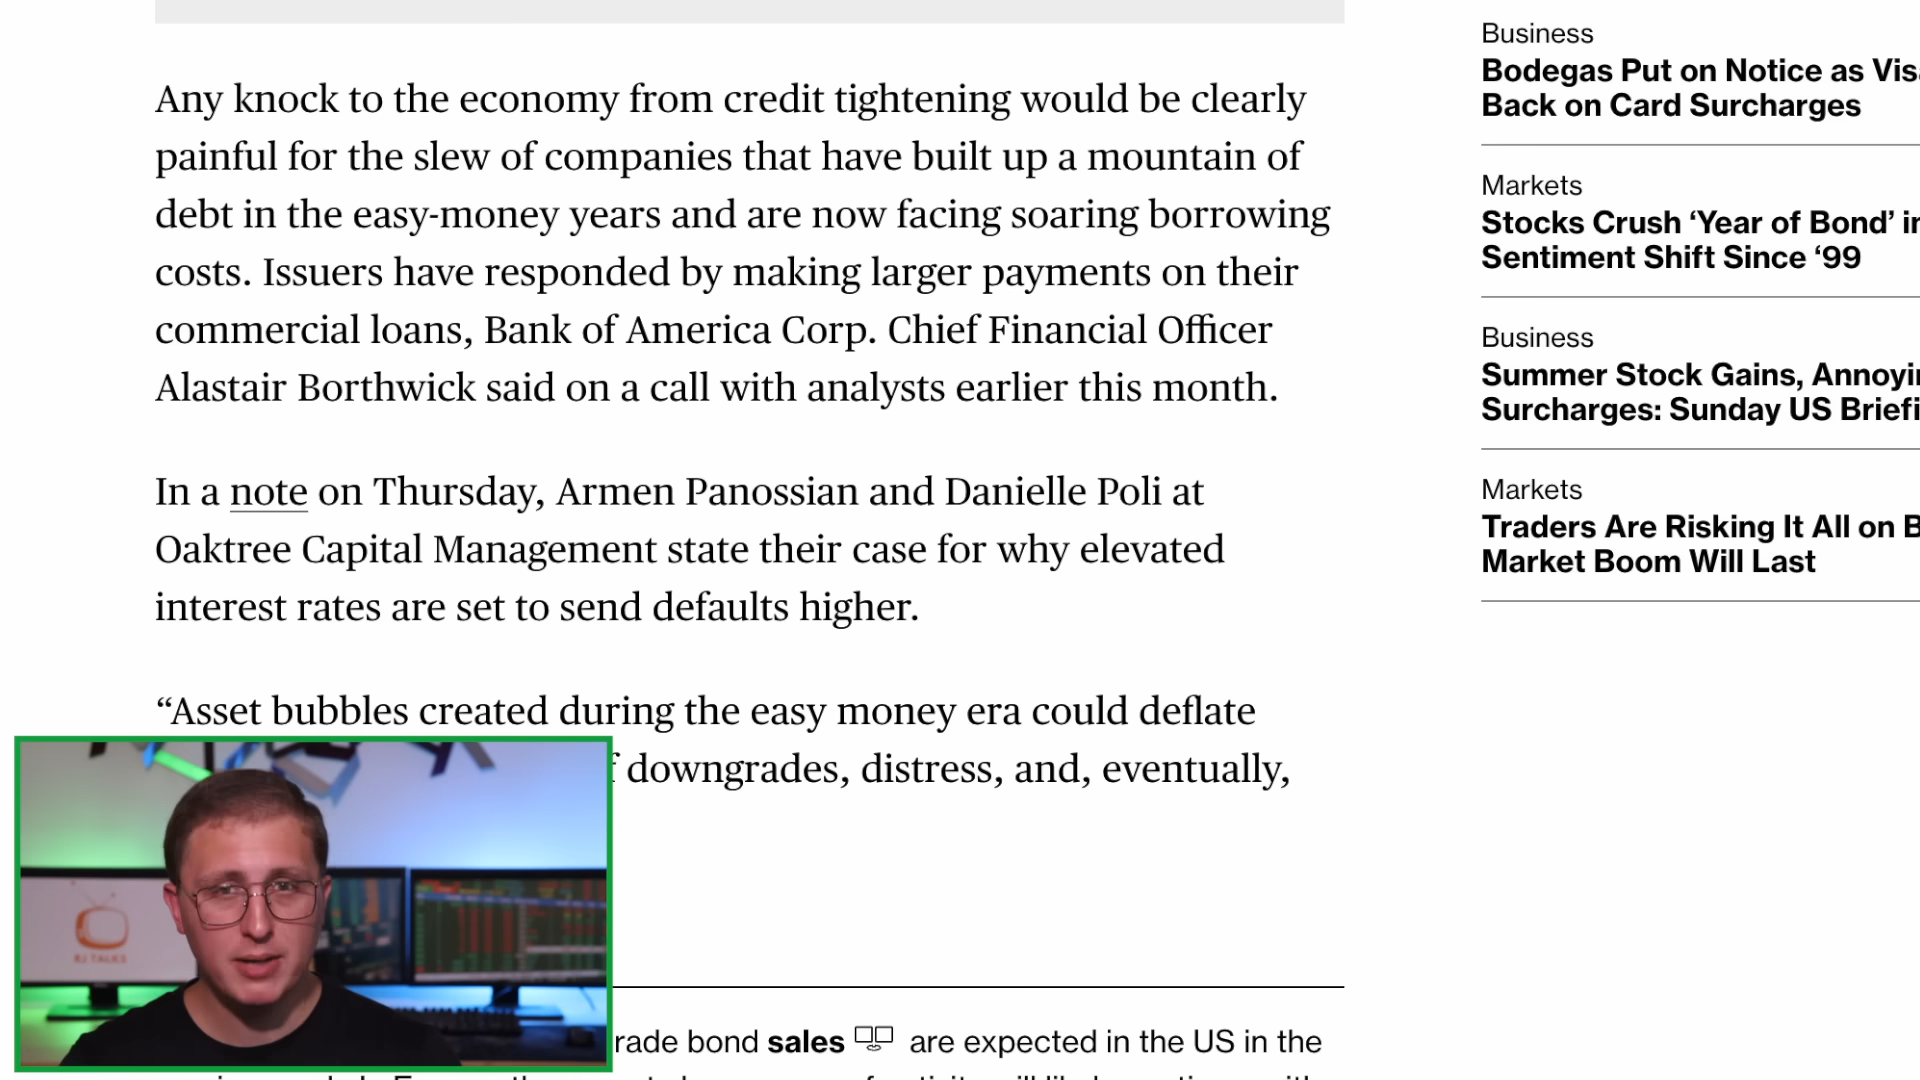 Any knock to the economy from credit tightening would be clearly
painful for the slew of companies that have built up a mountain of
debt in the easy-money years and are now facing soaring borrowing
costs. Issuers have responded by making larger payments on their
commercial loans, Bank of America Corp. Chief Financial Officer
Alastair Borthwick said on a call with analysts earlier this month.
In a note on Thursday, Armen Panossian and Danielle Poli at
Oaktree Capital Management state their case for why elevated
interest rates are set to send defaults higher.
“Asset bubbles created during the easy money era could deflate
downgrades, distress, and, eventually,
rade bond sales are expected in the US in the
Business
Bodegas Put on Notice as Vis
Back on Card Surcharges
Markets
Stocks Crush ‘Year of Bond’ in
Sentiment Shift Since ‘99
Business
Summer Stock Gains, Annoyin
Surcharges: Sunday US Briefi
Markets
Traders Are Risking It All on B
Market Boom Will Last
RJ TALKS